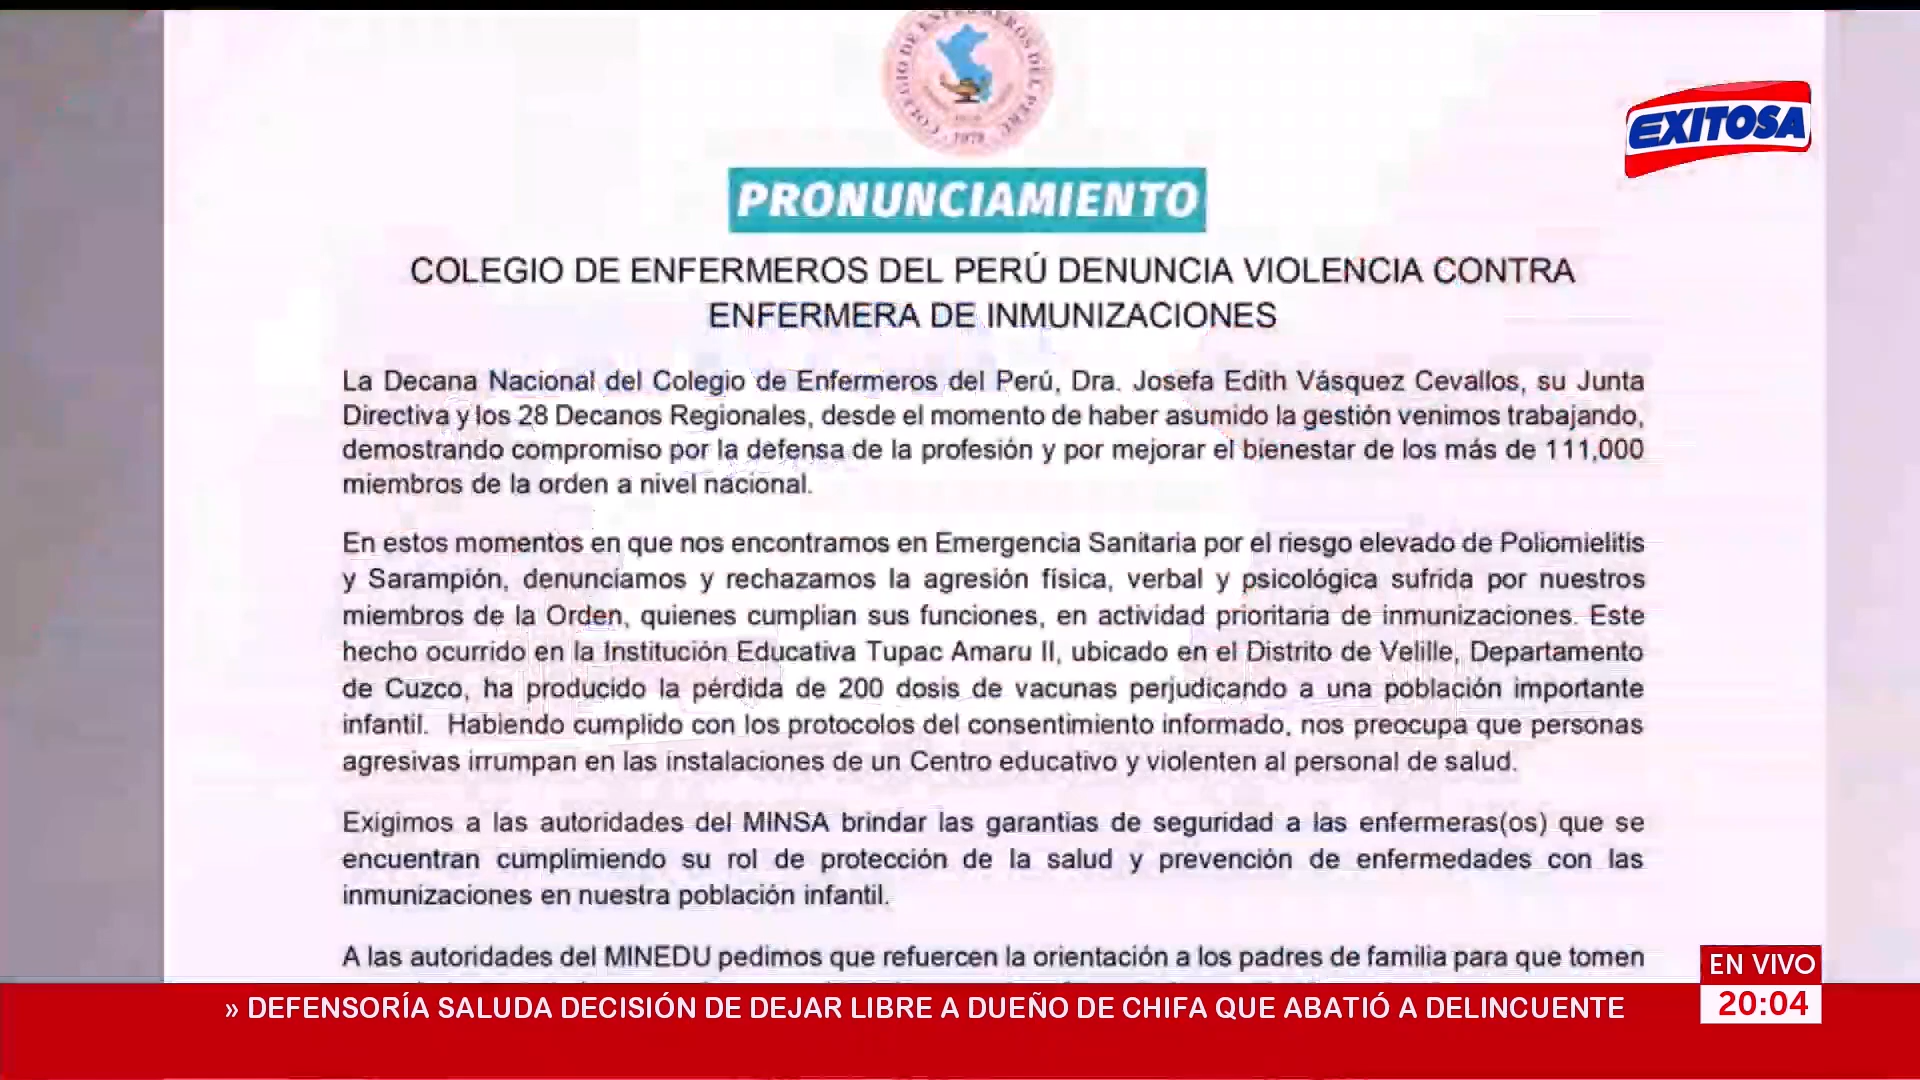 COLEGIO DE ENFERMEROS DEL PERÚ
1978
EXITOSA
PRONUNCIAMIENTO
COLEGIO DE ENFERMEROS DEL PERÚ DENUNCIA VIOLENCIA CONTRA
ENFERMERA DE INMUNIZACIONES
La Decana Nacional del Colegio de Enfermeros del Perú, Dra. Josefa Edith Vásquez Cevallos, su Junta
Directiva y los 28 Decanos Regionales, desde el momento de haber asumido la gestión venimos trabajando,
demostrando compromiso por la defensa de la profesión y por mejorar el bienestar de los más de 111,000
miembros de la orden a nivel nacional.
En estos momentos en que nos encontramos en Emergencia Sanitaria por el riesgo elevado de Poliomielitis
y Sarampión, denunciamos y rechazamos la agresión física, verbal y psicológica sufrida por nuestros
miembros de la Orden, quienes cumplian sus funciones, en actividad prioritaria de inmunizaciones. Este
hecho ocurrido en la Institución Educativa Tupac Amaru II, ubicado en el Distrito de Velille, Departamento
de Cuzco, ha producido la pérdida de 200 dosis de vacunas perjudicando a una población importante
infantil. Habiendo cumplido con los protocolos del consentimiento informado, nos preocupa que personas
agresivas irrumpan en las instalaciones de un Centro educativo y violenten al personal de salud.
Exigimos a las autoridades del MINSA brindar las garantias de seguridad a las enfermeras(os) que se
encuentran cumplimiendo su rol de protección de la salud y prevención de enfermedades con las
inmunizaciones en nuestra población infantil.
A las autoridades del MINEDU pedimos que refuercen la orientación a los padres de familia para que tomen
EN VIVO
» DEFENSORÍA SALUDA DECISIÓN DE DEJAR LIBRE A DUEÑO DE CHIFA QUE ABATIÓ A DELINCUENTE
20:04